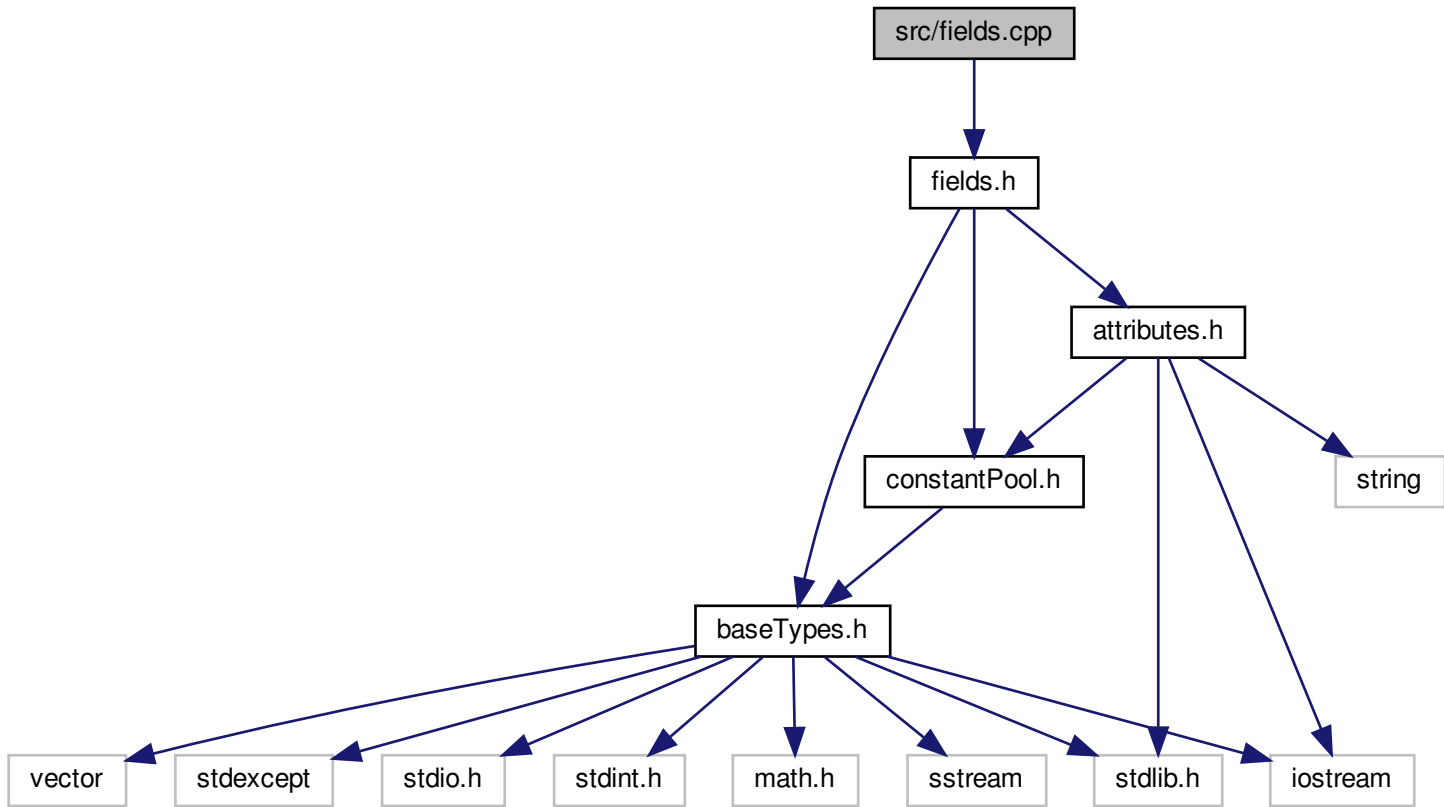 src/fields.cpp
fields.h
attributes.h
constantPool.h
string
baseTypes.h
vector
stdexcept
stdio.h
stdint.h
math.h
sstream
stdlib.h
iostream